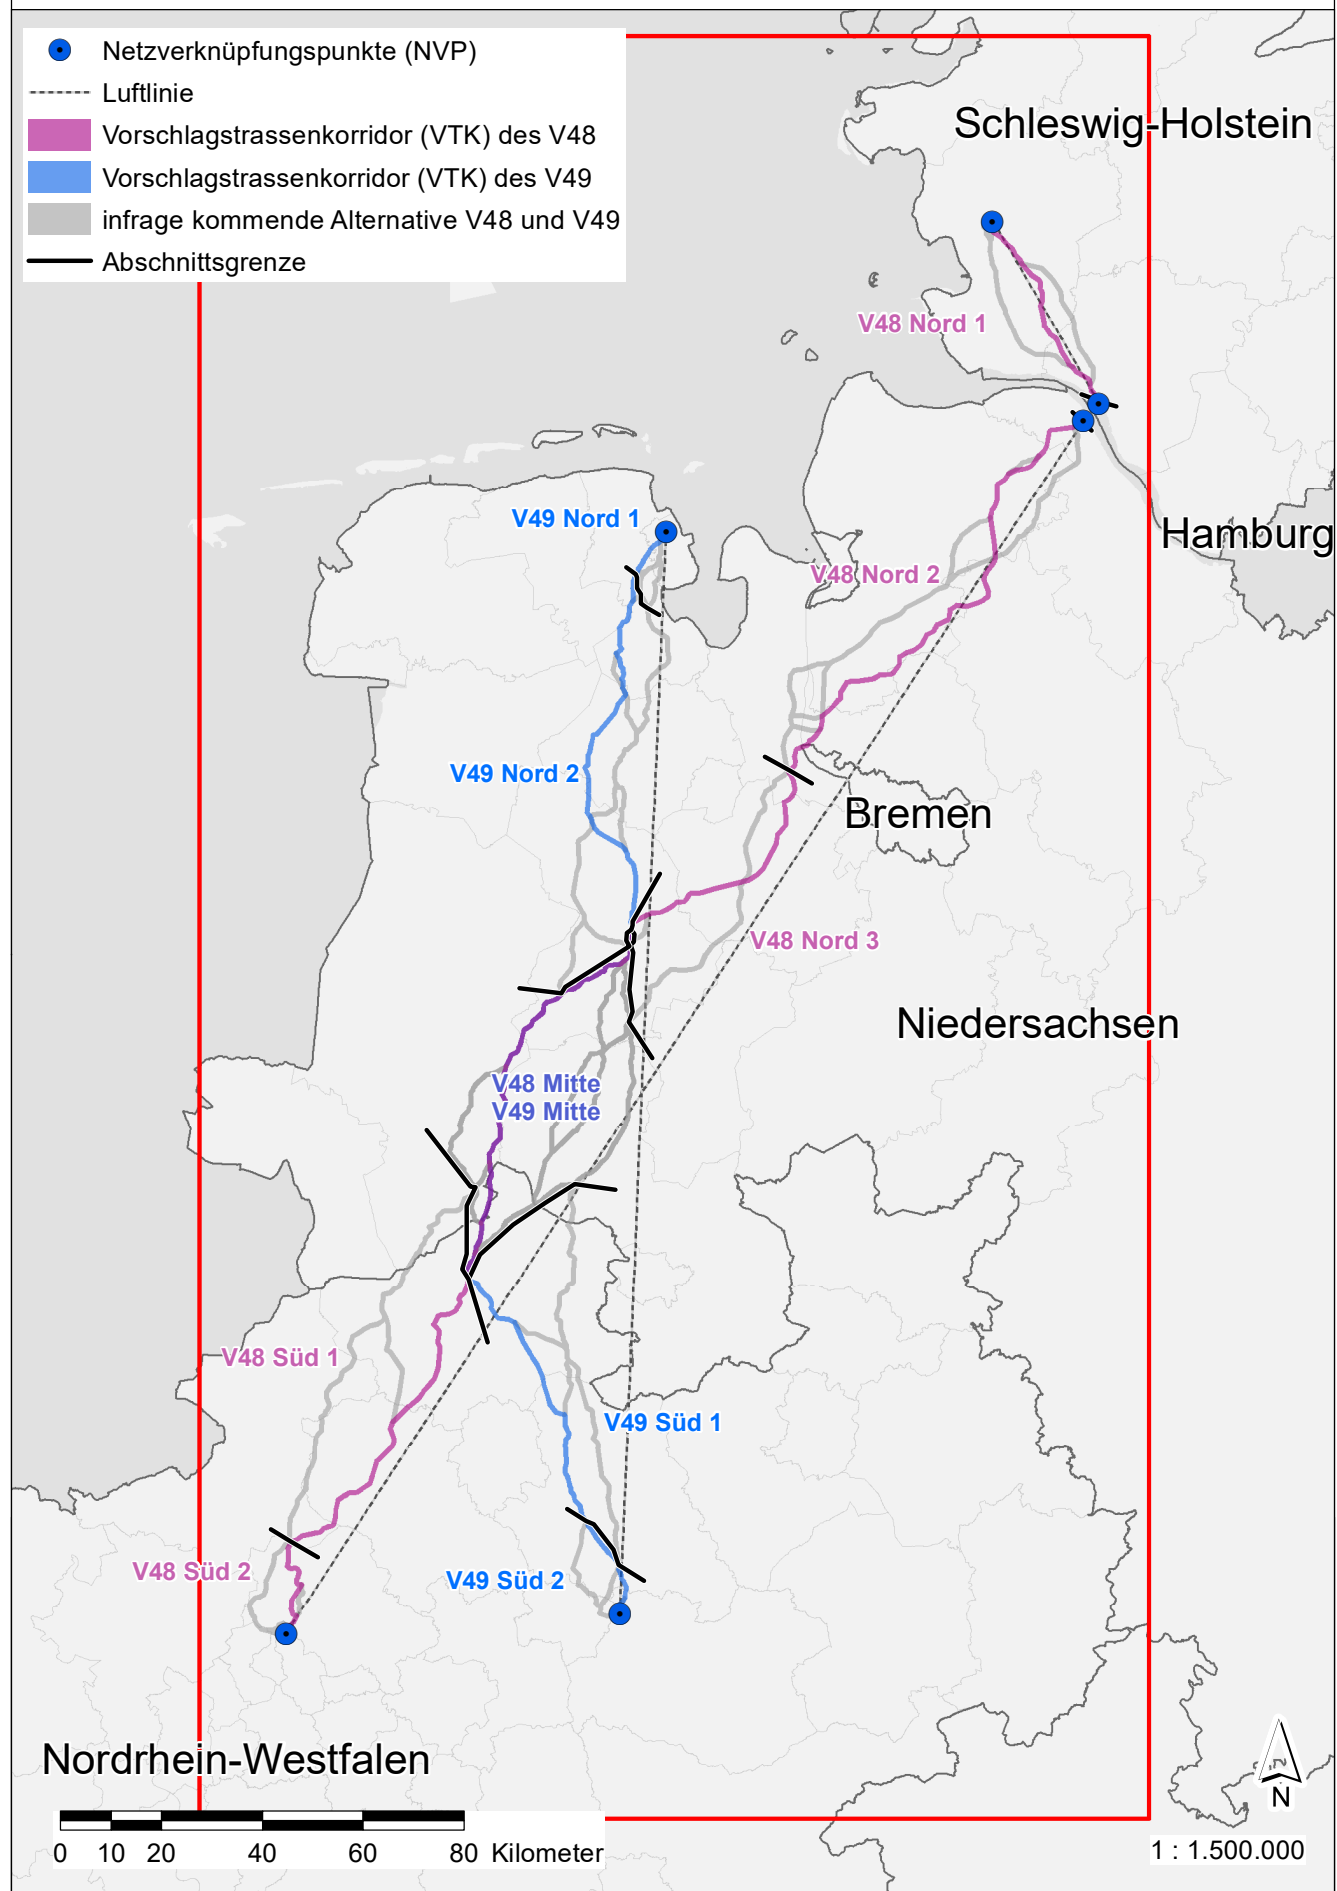 Netzverknüpfungspunkte (NVP)
Luftlinie
Vorschlagstrassenkorridor (VTK) des V48
Vorschlagstrassenkorridor (VTK) des V49
infrage kommende Alternative V48 und V49
Abschnittsgrenze
Schleswig-Holstein
V48 Nord 1
V49 Nord 1
Hamburg
V48 Nord 2
V49 Nord 2
Bremen
V48 Nord 3
Niedersachsen
V48 Mitte
V49 Mitte
V48 Süd 1
V49 Süd 1
V48 Süd 2
V49 Süd 2
Nordrhein-Westfalen
N
0 10 20 40 60 80 Kilometer
1 : 1.500.000